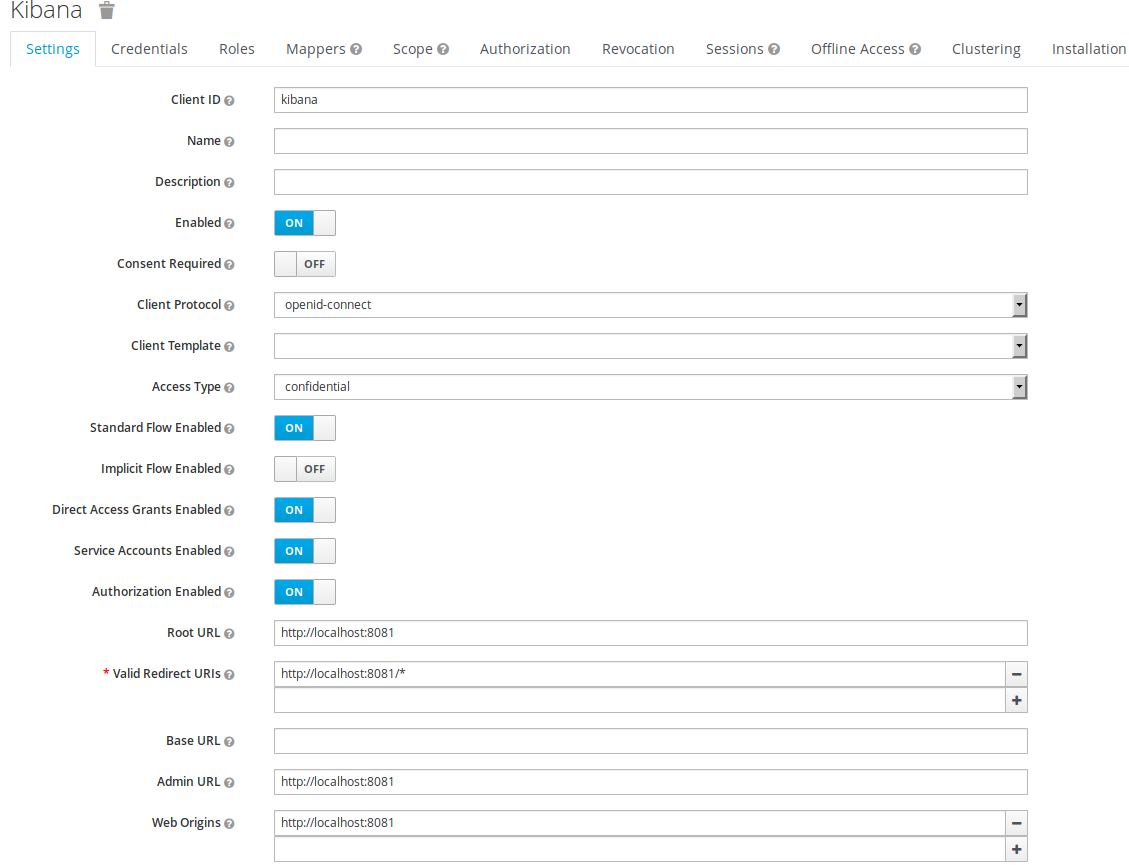 Kibana
Settings Credentials Roles Mappers Scope Authorization Revocation Sessions Offline Access Clustering Installation
Client ID kibana
Name
Description
Enabled ON
Consent Required OFF
Client Protocol openid-connect
Client Template
Access Type confidential
Standard Flow Enabled ON
Implicit Flow Enabled OFF
Direct Access Grants Enabled ON
Service Accounts Enabled ON
Authorization Enabled ON
Root URL http://localhost:8081
* Valid Redirect URIs http://localhost:8081/*
Base URL
Admin URL http://localhost:8081
Web Origins http://localhost:8081